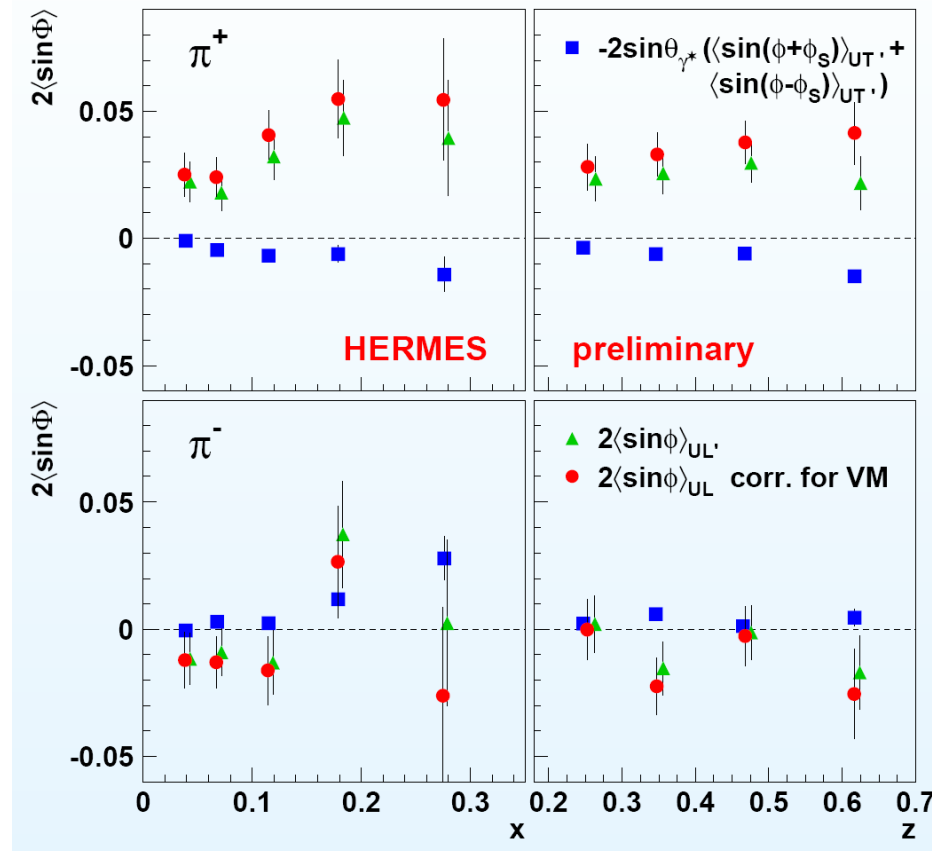 2⟨sinΦ⟩
π+
0.05
0
-0.05
HERMES
-2sinθγ* (⟨sin(ϕ+ϕS)⟩UT' +
⟨sin(ϕ-ϕS)⟩UT' )
preliminary
2⟨sinΦ⟩
π-
0.05
0
-0.05
2⟨sinϕ⟩UL'
2⟨sinϕ⟩UL corr. for VM
0 0.1 0.2 0.3
x
0.2 0.3 0.4 0.5 0.6 0.7
z